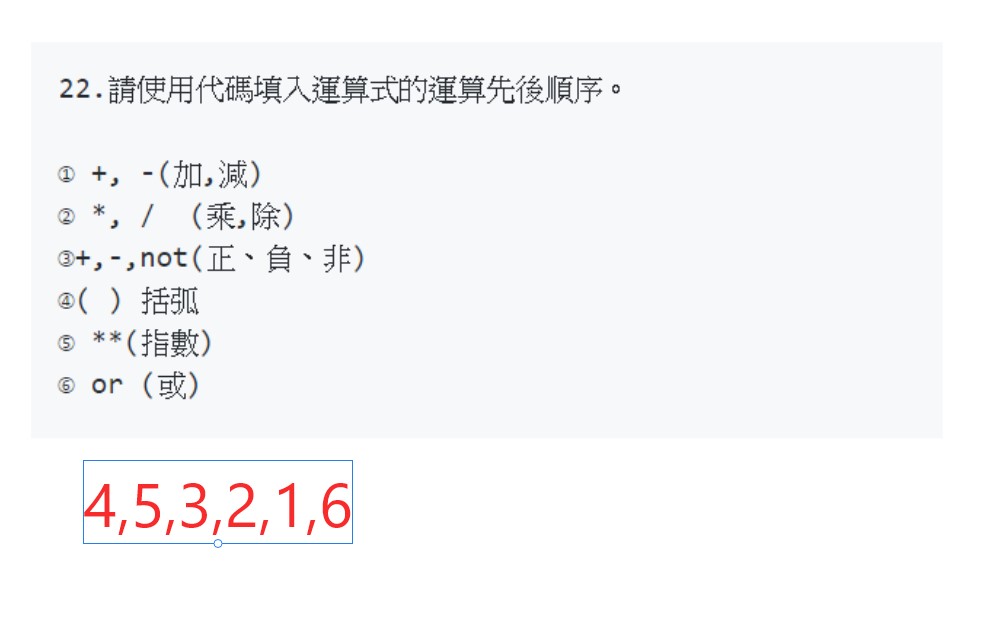 22.請使用代碼填入運算式的運算先後順序。
① +, -(加,減)
② *, / (乘,除)
③+,-,not(正、負、非)
④( ) 括弧
⑤ **(指數)
⑥ or (或)
4,5,3,2,1,6